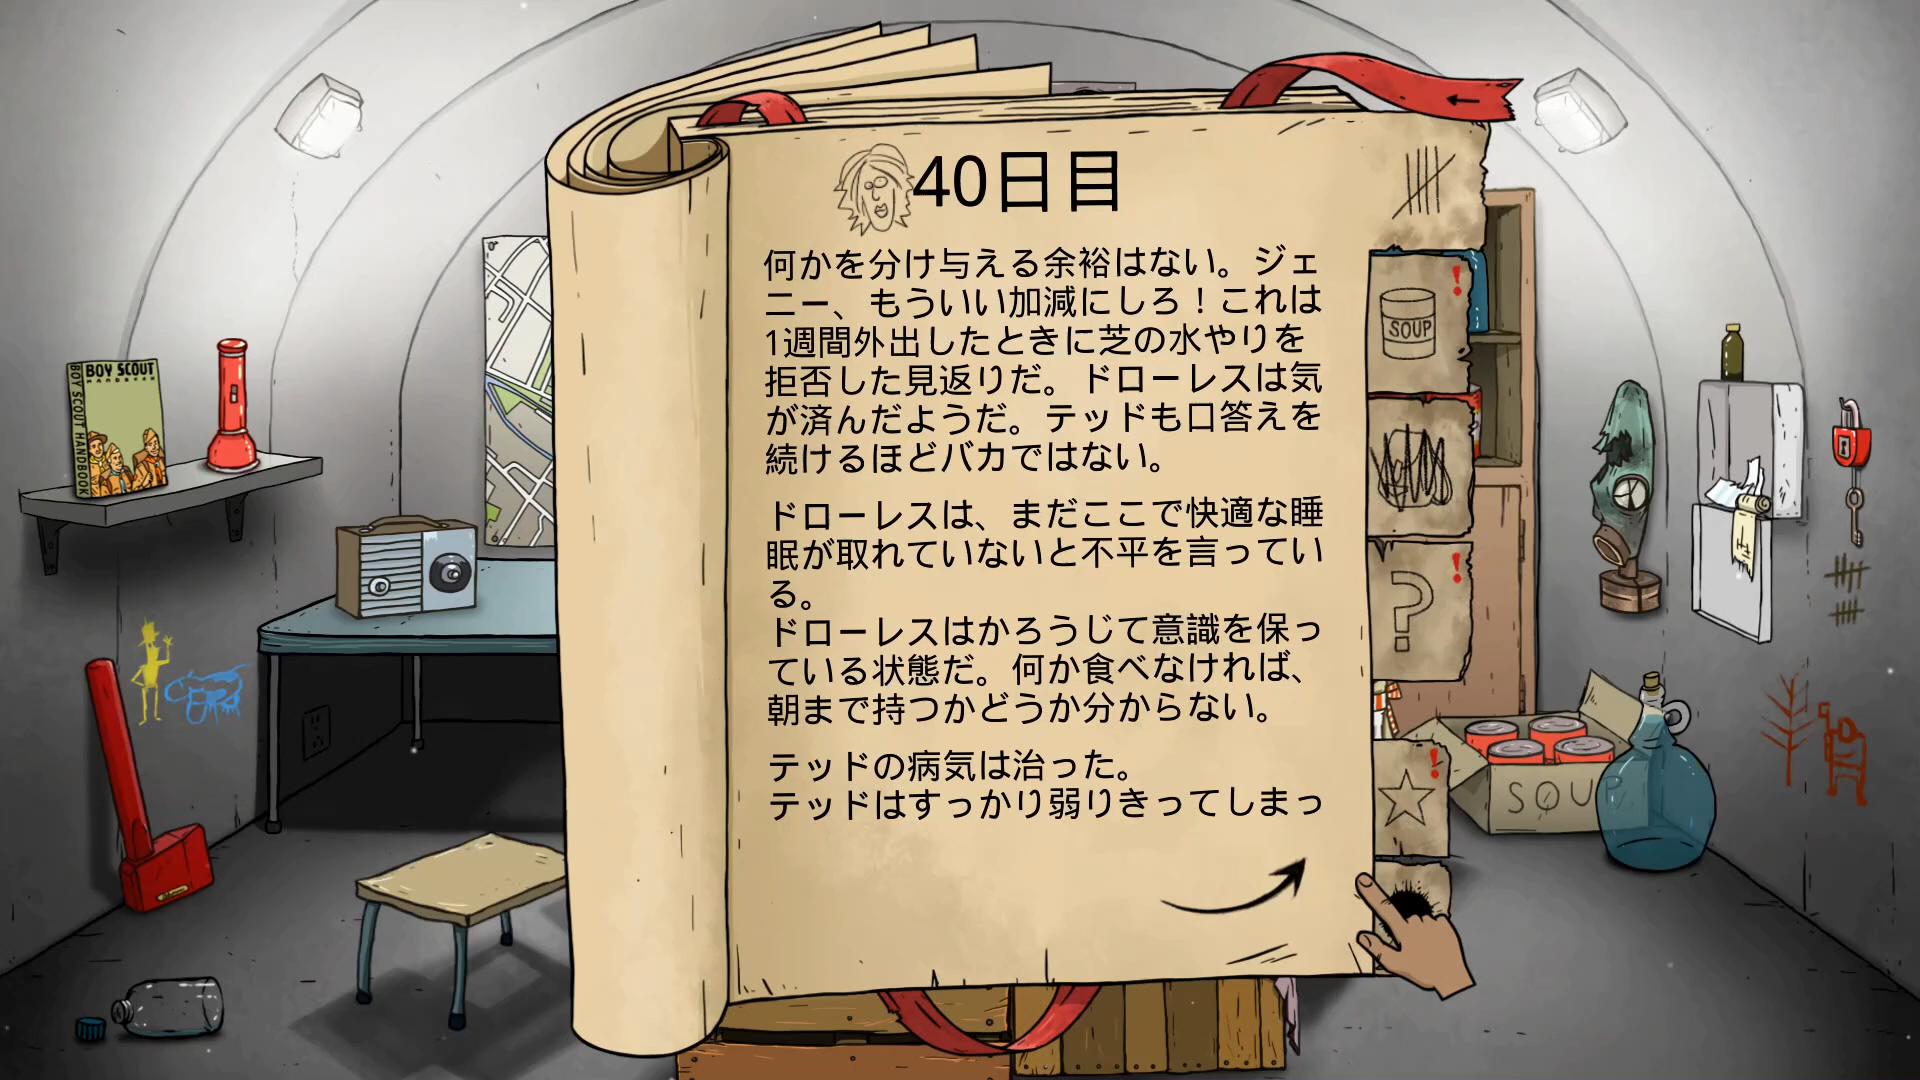 40日目
何かを分け与える余裕はない。ジェ
ニー、もういい加減にしろ！これは
1週間外出したときに芝の水やりを
拒否した見返りだ。ドローレスは気
が済んだようだ。テッドも口答えを
続けるほどバカではない。
ドローレスは、まだここで快適な睡
眠が取れていないと不平を言ってい
る。
ドローレスはかろうじて意識を保っ
ている状態だ。何か食べなければ、
朝まで持つかどうか分からない。
テッドの病気は治った。
テッドはすっかり弱りきってしまっ
!
SOUP
!
?
!
BOY SCOUT
HANDBOOK
BOY SCOUT HANDBOOK
SOUP